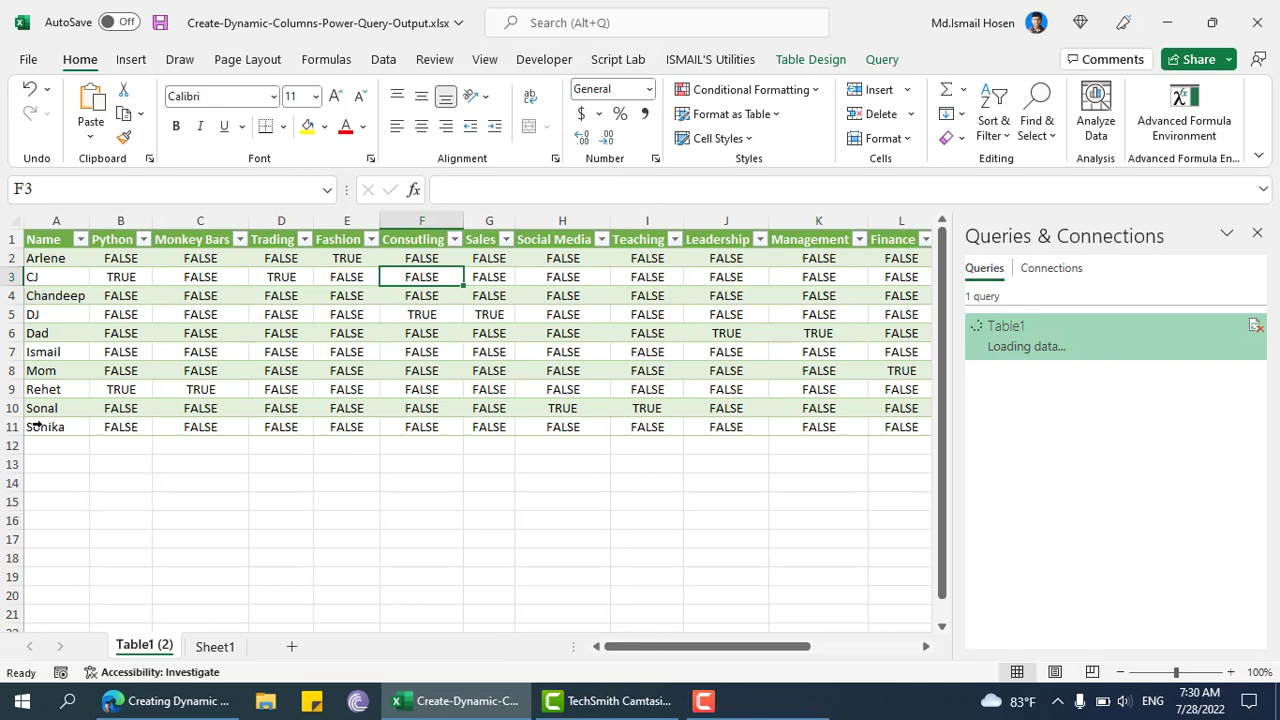 AutoSave Off Create-Dynamic-Columns-Power-Query-Output.xlsx Search (Alt+Q) Md.Ismail Hosen
File Home Insert Draw Page Layout Formulas Data Review View Developer Script Lab ISMAIL'S Utilities Table Design Query Comments Share
Paste Calibri 11 General Conditional Formatting Format as Table Cell Styles Insert Delete Format Sort & Filter Find & Select Analyze Data Advanced Formula Environment
Undo Clipboard Font Alignment Number Styles Cells Editing Analysis Advanced Formula En...
F3 fx
A B C D E F G H I J K L
1 Name Python Monkey Bars Trading Fashion Consutling Sales Social Media Teaching Leadership Management Finance
2 Arlene FALSE FALSE FALSE TRUE FALSE FALSE FALSE FALSE FALSE FALSE FALSE
3 CJ TRUE FALSE TRUE FALSE FALSE FALSE FALSE FALSE FALSE FALSE FALSE
4 Chandeep FALSE FALSE FALSE FALSE FALSE FALSE FALSE FALSE FALSE FALSE FALSE
5 DJ FALSE FALSE FALSE FALSE TRUE TRUE FALSE FALSE FALSE FALSE FALSE
6 Dad FALSE FALSE FALSE FALSE FALSE FALSE FALSE FALSE TRUE TRUE FALSE
7 Ismail FALSE FALSE FALSE FALSE FALSE FALSE FALSE FALSE FALSE FALSE FALSE
8 Mom FALSE FALSE FALSE FALSE FALSE FALSE FALSE FALSE FALSE FALSE TRUE
9 Rehet TRUE TRUE FALSE FALSE FALSE FALSE FALSE FALSE FALSE FALSE FALSE
10 Sonal FALSE FALSE FALSE FALSE FALSE FALSE TRUE TRUE FALSE FALSE FALSE
11 FALSE FALSE FALSE FALSE FALSE FALSE FALSE FALSE FALSE FALSE FALSE
12
13
14
15
16
17
18
19
20
21
Queries & Connections
Queries Connections
1 query
Table1
Loading data...
Table1 (2) Sheet1
Ready Accessibility: Investigate 100%
Creating Dynamic ... Create-Dynamic-C... TechSmith Camtasi... 83°F ENG 7:30 AM
7/28/2022